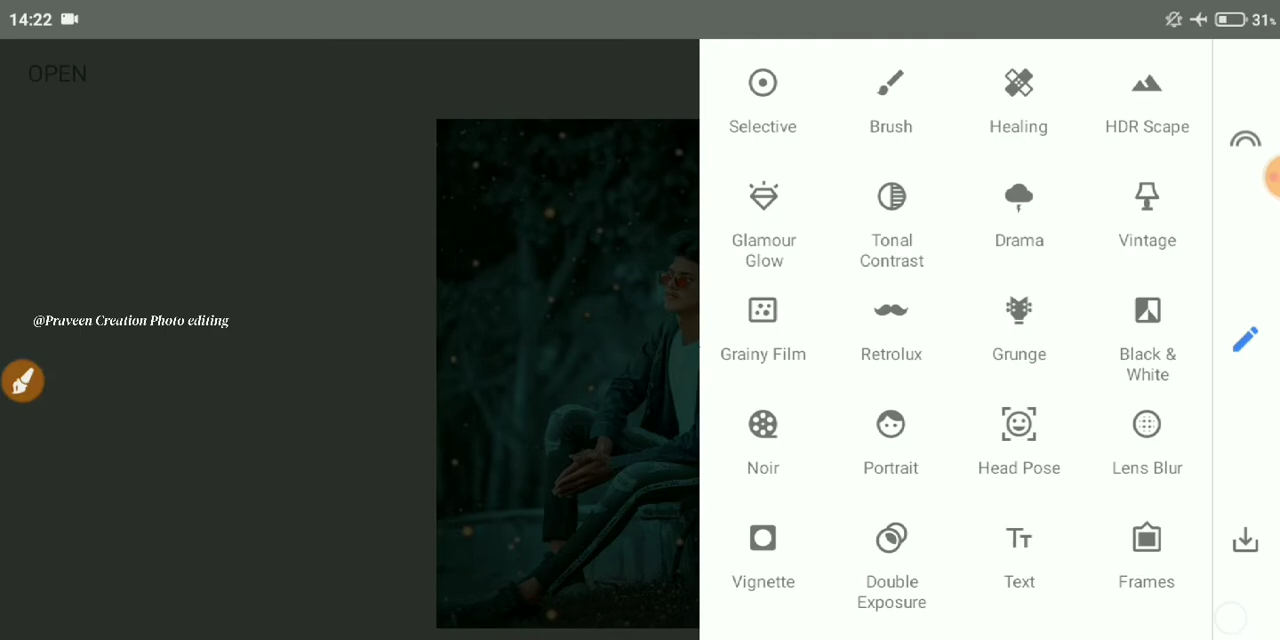 14:22
31%
OPEN
Selective
Brush
Healing
HDR Scape
Glamour
Glow
Tonal
Contrast
Drama
Vintage
@Praveen Creation Photo editing
Grainy Film
Retrolux
Grunge
Black &
White
Noir
Portrait
Head Pose
Lens Blur
Vignette
Double
Exposure
Text
TT
Frames